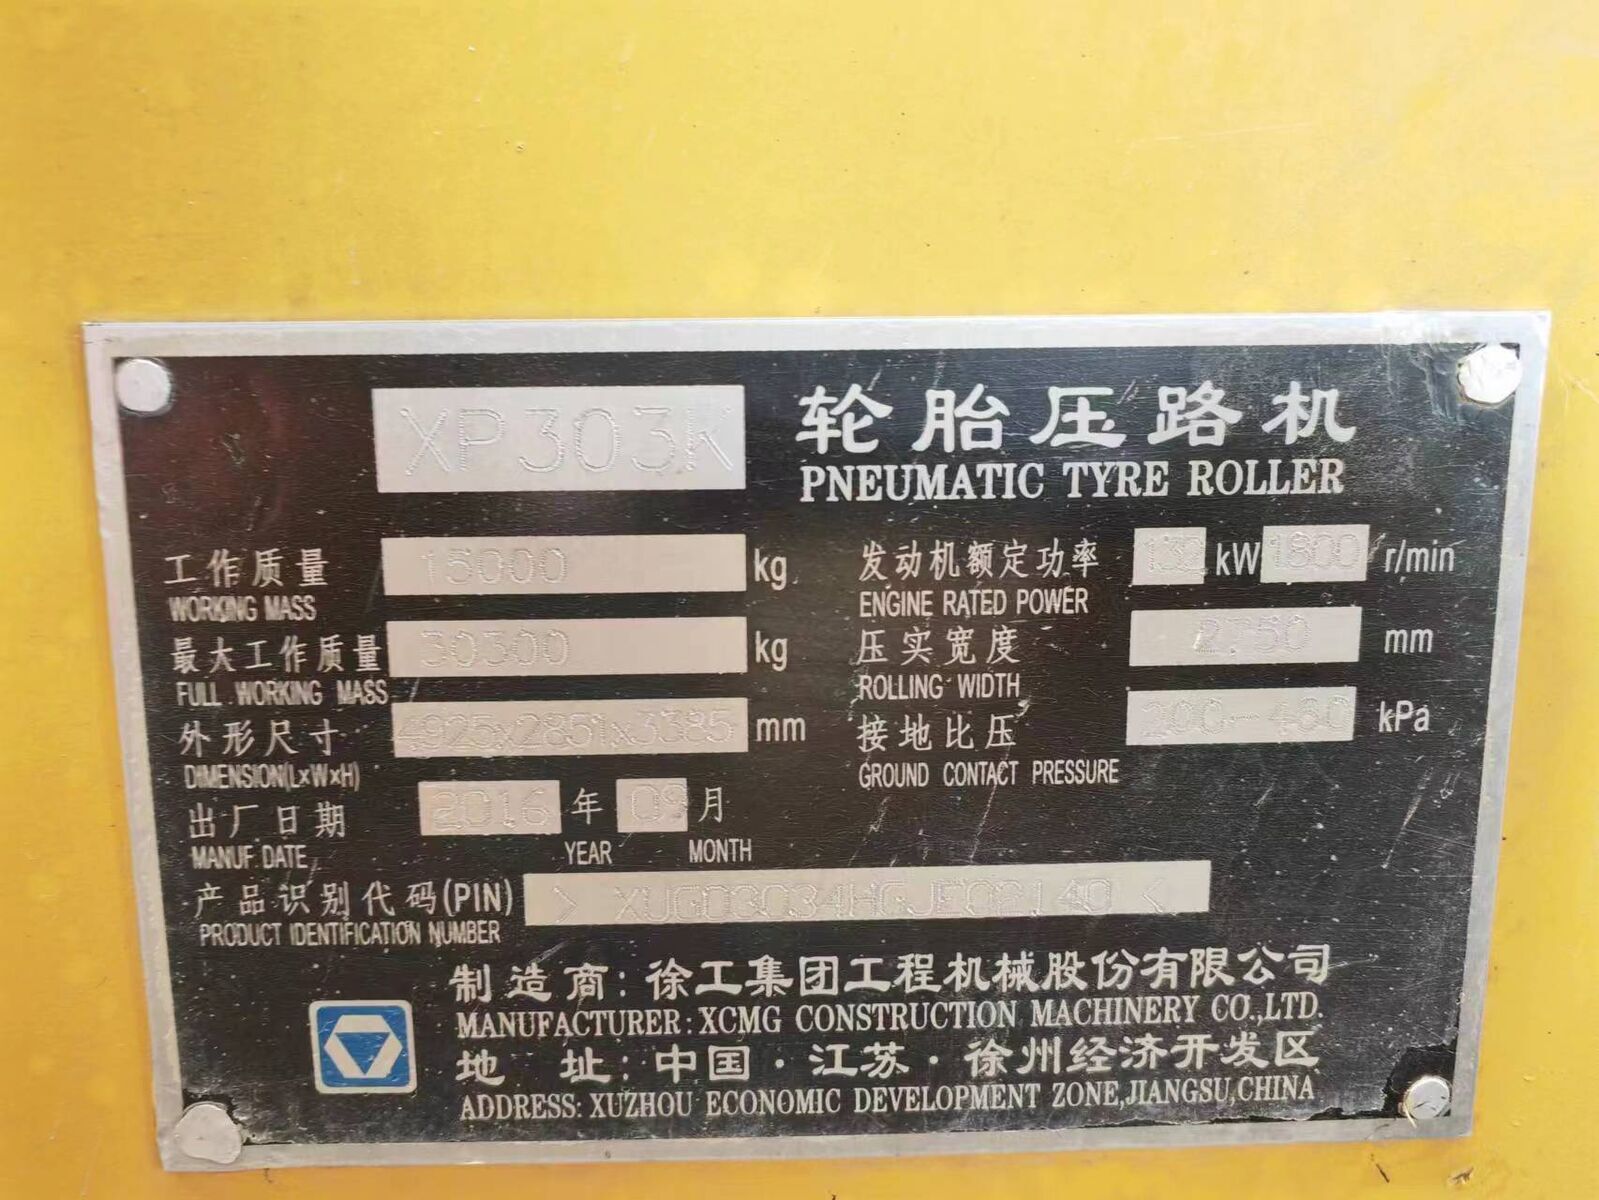 XP303K 轮胎压路机
PNEUMATIC TYRE ROLLER
工作质量 15000 kg 发动机额定功率 132 kW 1800 r/min
WORKING MASS ENGINE RATED POWER
最大工作质量 30300 kg 压实宽度 2750 mm
FULL WORKING MASS ROLLING WIDTH
外形尺寸 4925x2851x3385 mm 接地比压 kPa
DIMENSION(LxWxH) GROUND CONTACT PRESSURE
出厂日期 2016 年 09 月
MANUF.DATE YEAR MONTH
产品识别代码(PIN)
PRODUCT IDENTIFICATION NUMBER
制造商:徐工集团工程机械股份有限公司
MANUFACTURER: XCMG CONSTRUCTION MACHINERY CO.,LTD.
地 址:中国·江苏·徐州经济开发区
ADDRESS: XUZHOU ECONOMIC DEVELOPMENT ZONE,JIANGSU,CHINA